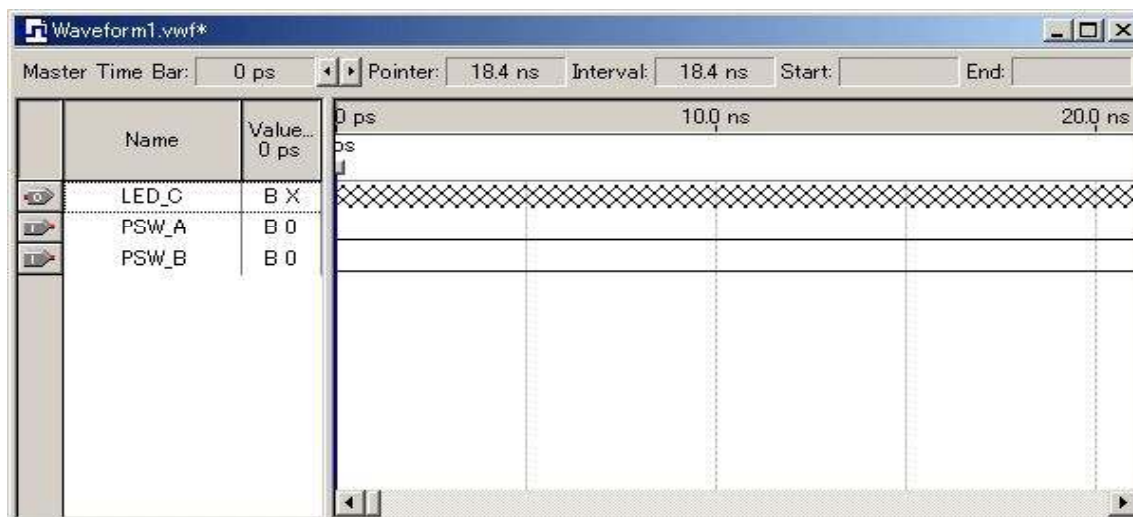 Waveform1.vwf*
Master Time Bar: 0 ps Pointer: 18.4 ns Interval: 18.4 ns Start: End:
Name Value... 0 ps
0 ps 10.0 ns 20.0 ns
ps
LED_C B X
PSW_A B 0
PSW_B B 0